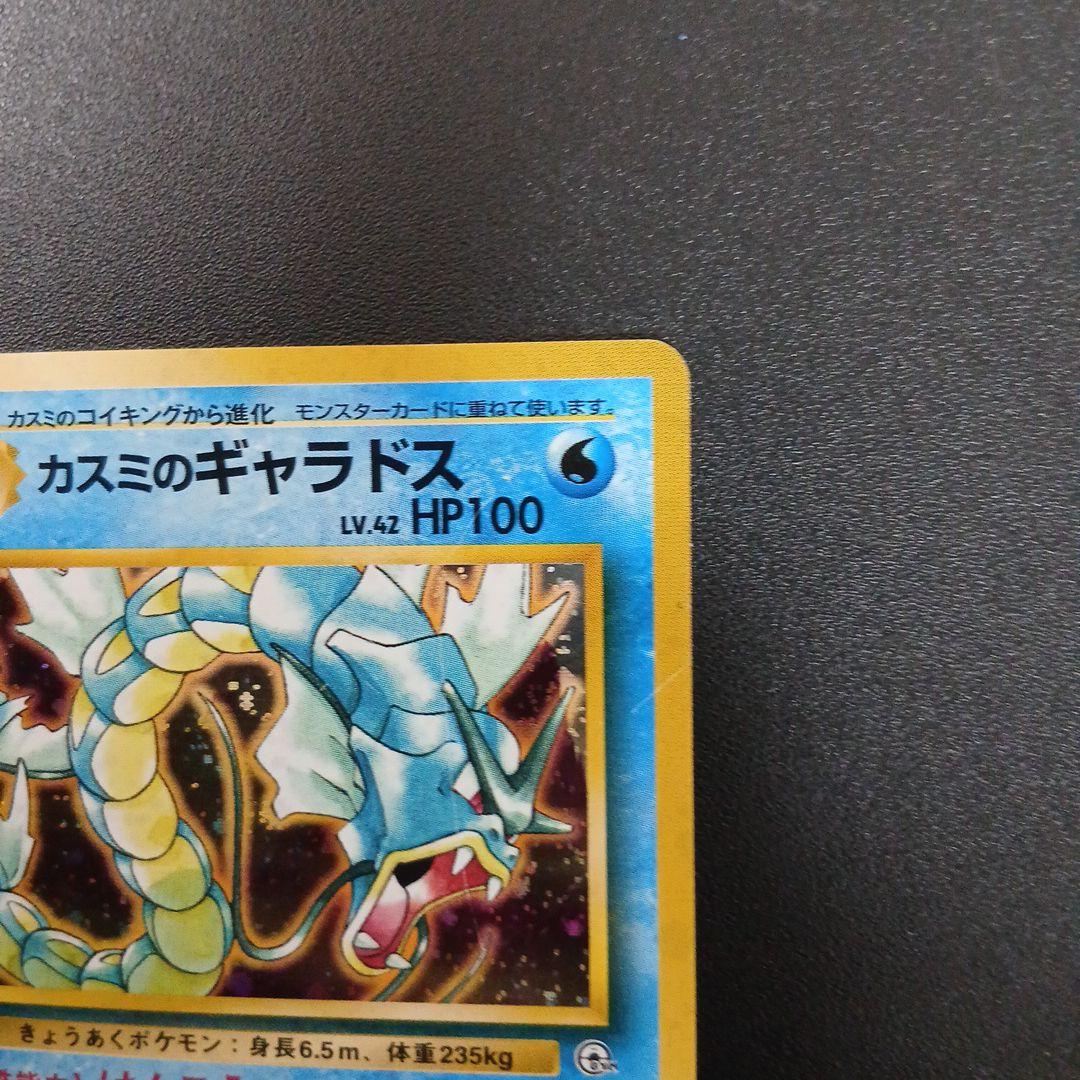 カスミのコイキングから進化 モンスターカードに重ねて使います。
カスミのギャラドス
LV.42 HP100
きょうあくポケモン：身長6.5m、体重235kg